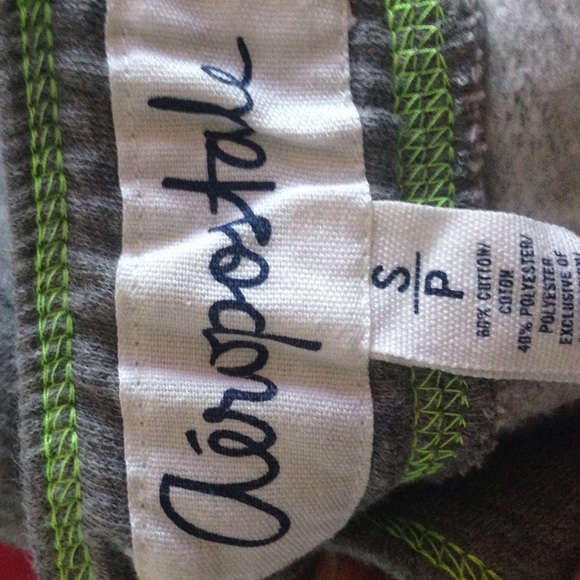 aéropostale
S
P
60% COTTON/
COTON
40% POLYESTER/
POLYESTER
EXCLUSIVE OF